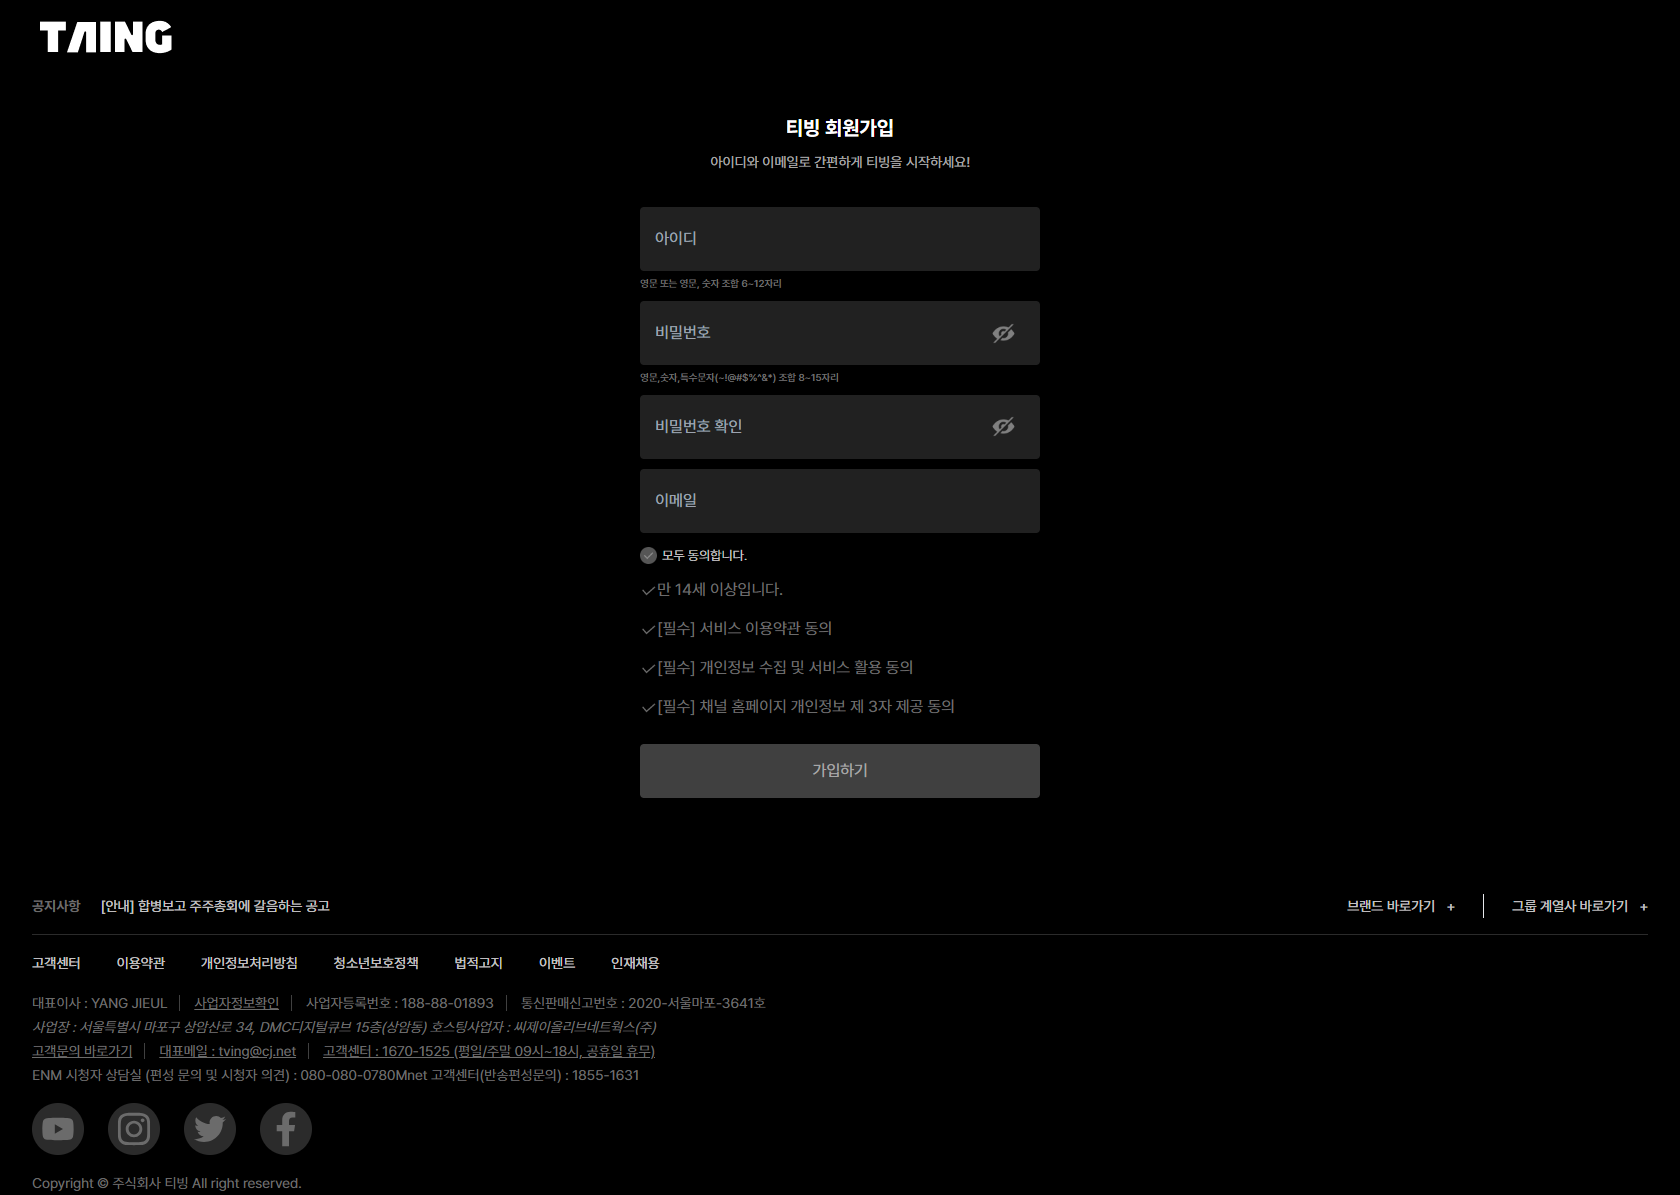 TAING
티빙 회원가입
아이디와 이메일로 간편하게 티빙을 시작하세요!
아이디
영문 또는 영문, 숫자 조합 6~12자리
비밀번호
영문,숫자,특수문자(~!@#$%^&*) 조합 8~15자리
비밀번호 확인
이메일
모두 동의합니다.
만 14세 이상입니다.
[필수] 서비스 이용약관 동의
[필수] 개인정보 수집 및 서비스 활용 동의
[필수] 채널 홈페이지 개인정보 제 3자 제공 동의
가입하기
공지사항 [안내] 합병보고 주주총회에 갈음하는 공고 브랜드 바로가기 + 그룹 계열사 바로가기 +
고객센터 이용약관 개인정보처리방침 청소년보호정책 법적고지 이벤트 인재채용
대표이사 : YANG JIEUL 사업자정보확인 사업자등록번호 : 188-88-01893 통신판매신고번호 : 2020-서울마포-3641호
사업장 : 서울특별시 마포구 상암산로 34, DMC디지털큐브 15층(상암동) 호스팅사업자 : 씨제이올리브네트웍스(주)
고객문의 바로가기 대표메일 : tving@cj.net 고객센터 : 1670-1525 (평일/주말 09시~18시, 공휴일 휴무)
ENM 시청자 상담실 (편성 문의 및 시청자 의견) : 080-080-0780Mnet 고객센터(반송편성문의) : 1855-1631
Copyright © 주식회사 티빙 All right reserved.